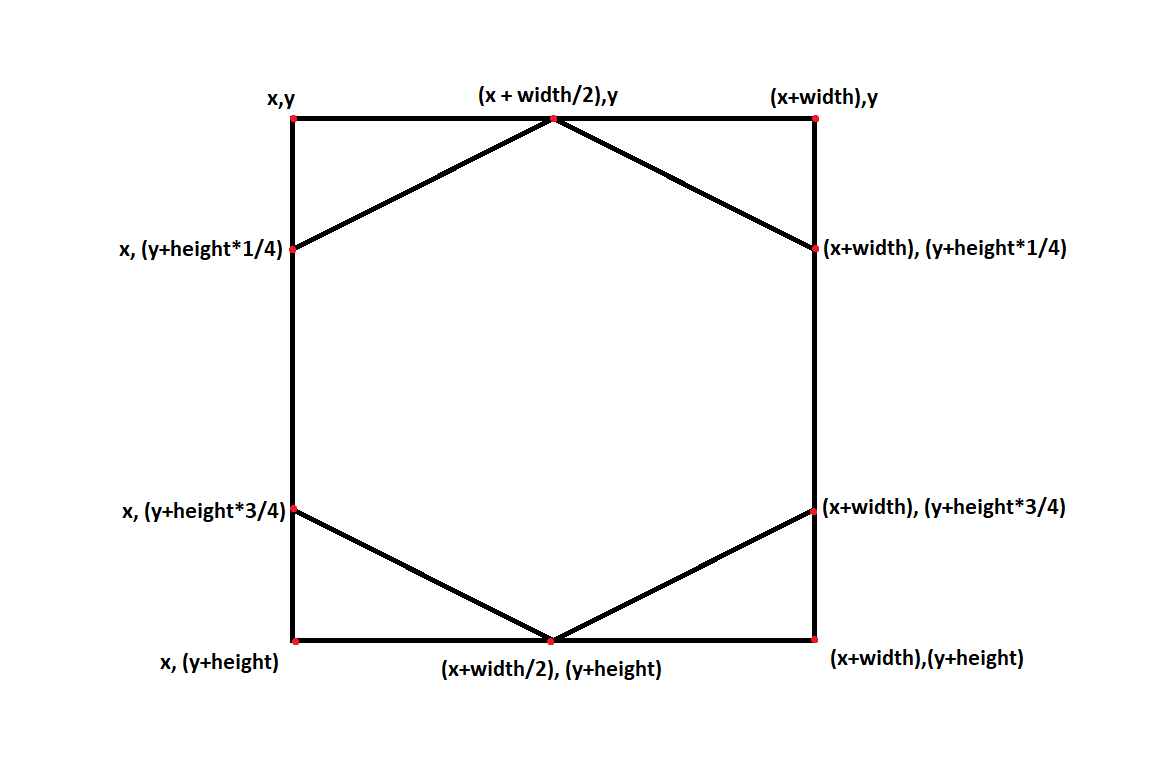 x,y
(x + width/2),y
(x+width),y
x, (y+height*1/4)
(x+width), (y+height*1/4)
x, (y+height*3/4)
(x+width), (y+height*3/4)
x, (y+height)
(x+width/2), (y+height)
(x+width),(y+height)